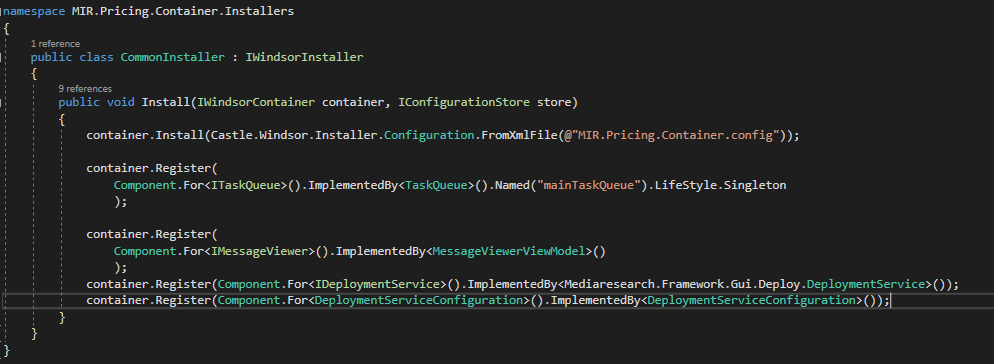 namespace MIR.Pricing.Container.Installers
{
1 reference
public class CommonInstaller : IWindsorInstaller
{
9 references
public void Install(IWindsorContainer container, IConfigurationStore store)
{
container.Install(Castle.Windsor.Installer.Configuration.FromXmlFile(@"MIR.Pricing.Container.config"));
container.Register(
Component.For<ITaskQueue>().ImplementedBy<TaskQueue>().Named("mainTaskQueue").LifeStyle.Singleton
);
container.Register(
Component.For<IMessageViewer>().ImplementedBy<MessageViewerViewModel>()
);
container.Register(Component.For<IDeploymentService>().ImplementedBy<Mediaresearch.Framework.Gui.Deploy.DeploymentService>());
container.Register(Component.For<DeploymentServiceConfiguration>().ImplementedBy<DeploymentServiceConfiguration>());
}
}
}